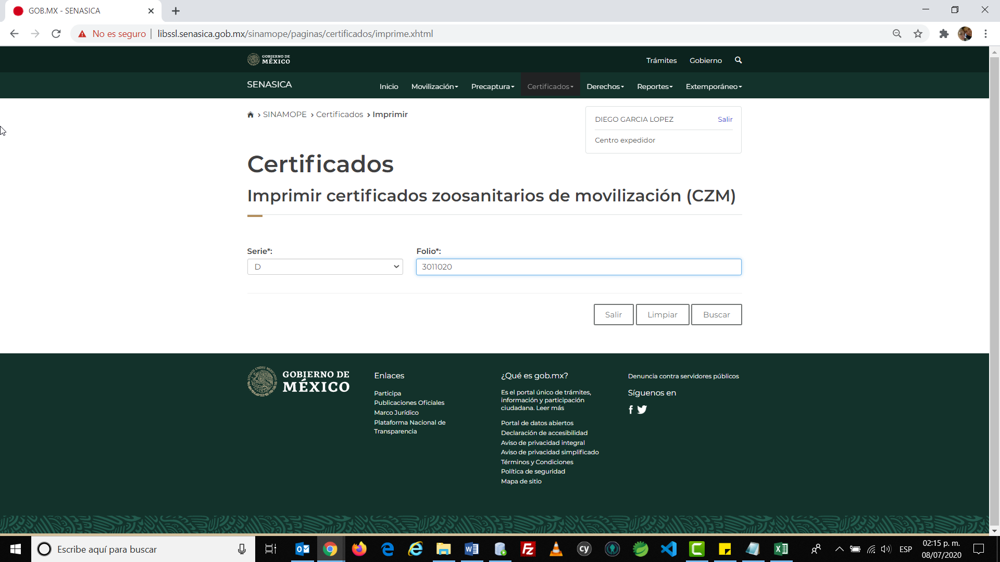 GOB.MX - SENASICA
No es seguro | libssl.senasica.gob.mx/sinamope/paginas/certificados/imprime.xhtml
GOBIERNO DE
MÉXICO
Trámites Gobierno
SENASICA
Inicio Movilización Precaptura Certificados Derechos Reportes Extemporáneo
SINAMOPE > Certificados > Imprimir
DIEGO GARCIA LOPEZ Salir
Centro expedidor
Certificados
Imprimir certificados zoosanitarios de movilización (CZM)
Serie*: Folio*:
D 3011020
Salir Limpiar Buscar
GOBIERNO DE
MÉXICO
Enlaces
Participa
Publicaciones Oficiales
Marco Jurídico
Plataforma Nacional de
Transparencia
¿Qué es gob.mx?
Es el portal único de trámites,
información y participación
ciudadana. Leer más
Portal de datos abiertos
Declaración de accesibilidad
Aviso de privacidad integral
Aviso de privacidad simplificado
Términos y Condiciones
Política de seguridad
Mapa de sitio
Denuncia contra servidores públicos
Síguenos en
Escribe aquí para buscar
ESP
02:15 p. m.
08/07/2020